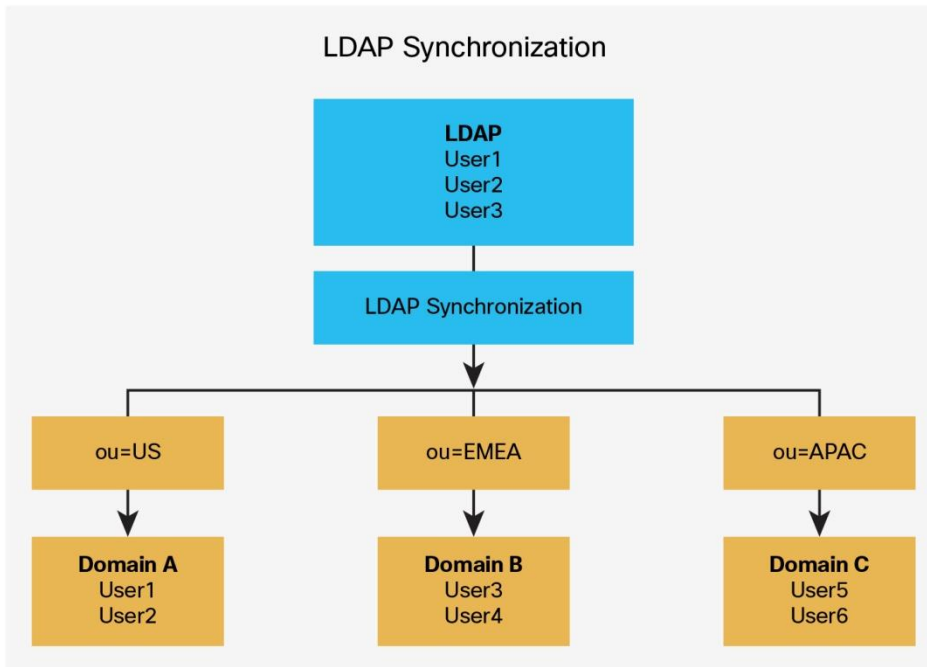 LDAP Synchronization
LDAP
User1
User2
User3
LDAP Synchronization
ou=US
ou=EMEA
ou=APAC
Domain A
User1
User2
Domain B
User3
User4
Domain C
User5
User6